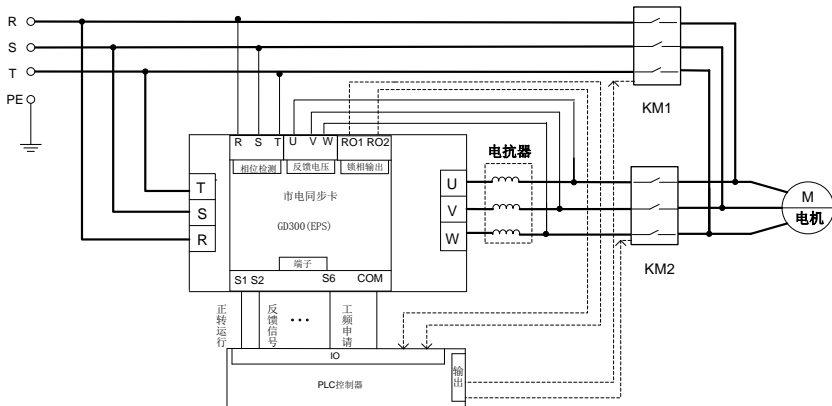 R
S
T
PE
KM1
R S T U V W RO1 RO2
相位检测 反馈电压 锁相输出
电抗器
市电同步卡
GD300(EPS)
T
S
R
U
V
W
M
电机
KM2
端子
S1 S2 S6 COM
正转运行
反馈信号
···
工频申请
IO
PLC控制器
输出